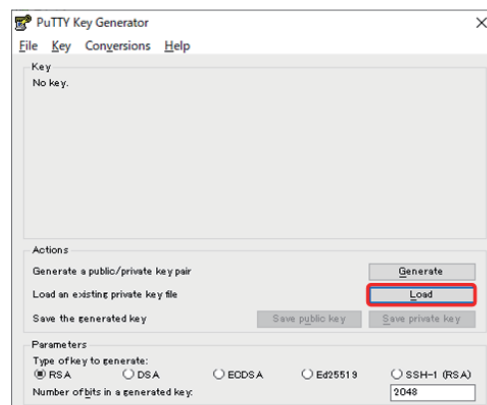 PuTTY Key Generator
File Key Conversions Help
Key
No key.
Actions
Generate a public/private key pair Generate
Load an existing private key file Load
Save the generated key Save public key Save private key
Parameters
Type of key to generate:
RSA DSA ECDSA Ed25519 SSH-1 (RSA)
Number of bits in a generated key: 2048